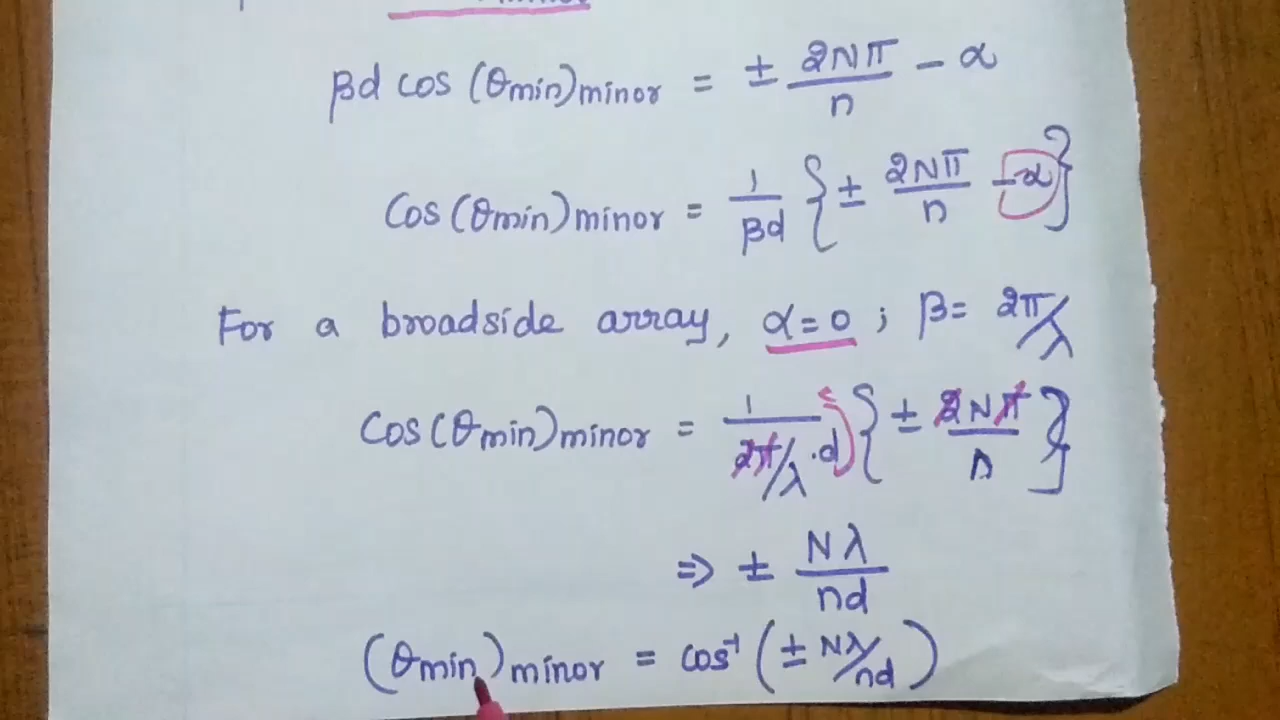 βd cos (θmin)minor = ± 2Nπ/n - α
Cos (θmin)minor = 1/βd { ± 2Nπ/n - α }
For a broadside array, α=0 ; β= 2π/λ
Cos (θmin)minor = 1/(2π/λ .d) { ± 2Nπ/n }
⇒ ± Nλ/nd
(θmin)minor = cos⁻¹ (± Nλ/nd)